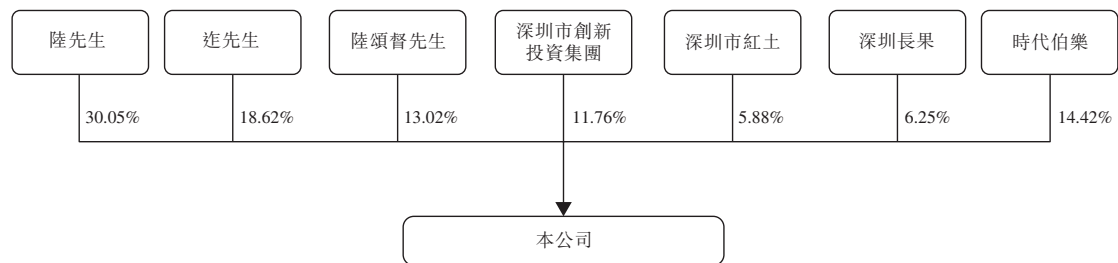 陸先生
迮先生
陸頌督先生
深圳市創新
投資集團
深圳市紅土
深圳長果
時代伯樂
30.05%
18.62%
13.02%
11.76%
5.88%
6.25%
14.42%
本公司